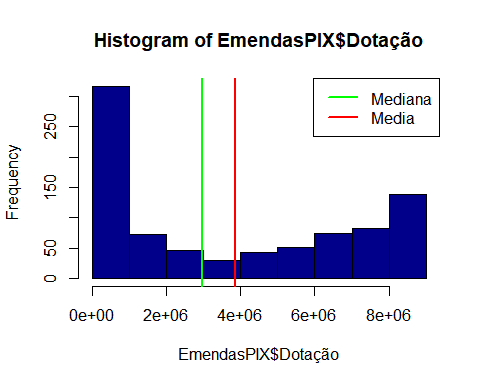 Histogram of EmendasPIX$Dotação
Mediana
Media
Frequency
250
150
50
0
0e+00 2e+06 4e+06 6e+06 8e+06
EmendasPIX$Dotação